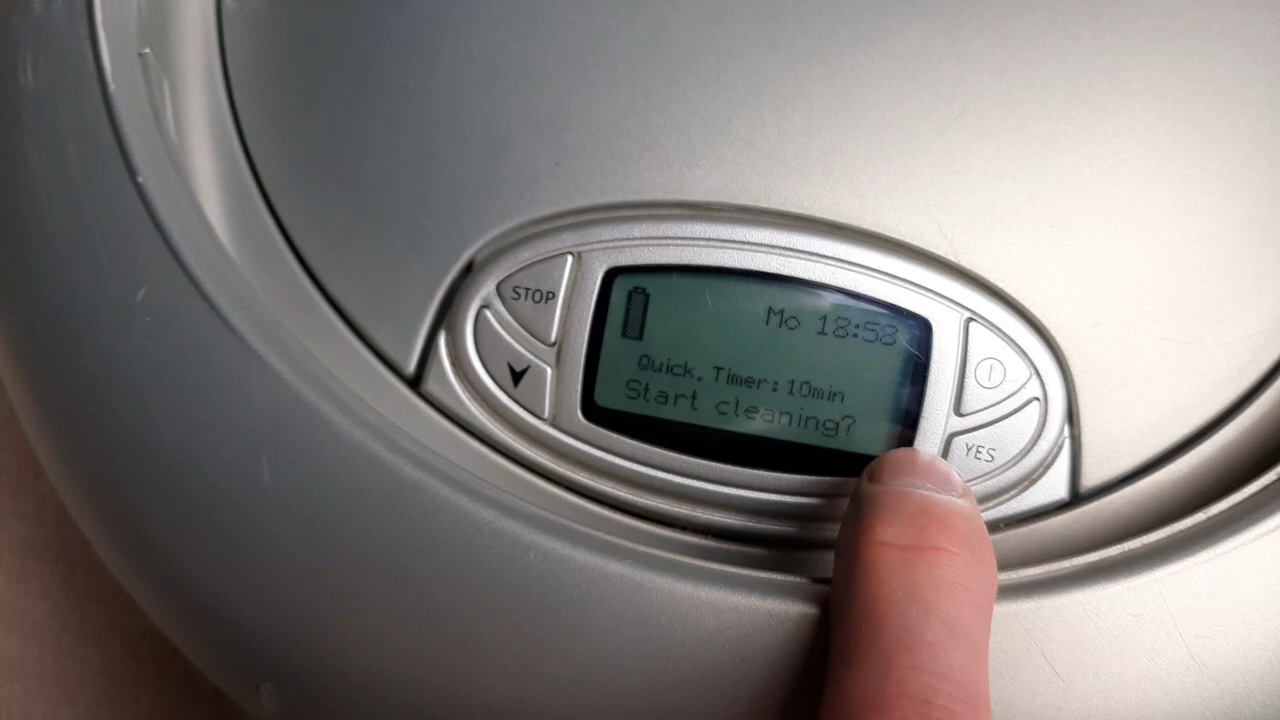 STOP
Mo 18:58
Quick, Timer:10min
Start cleaning?
YES